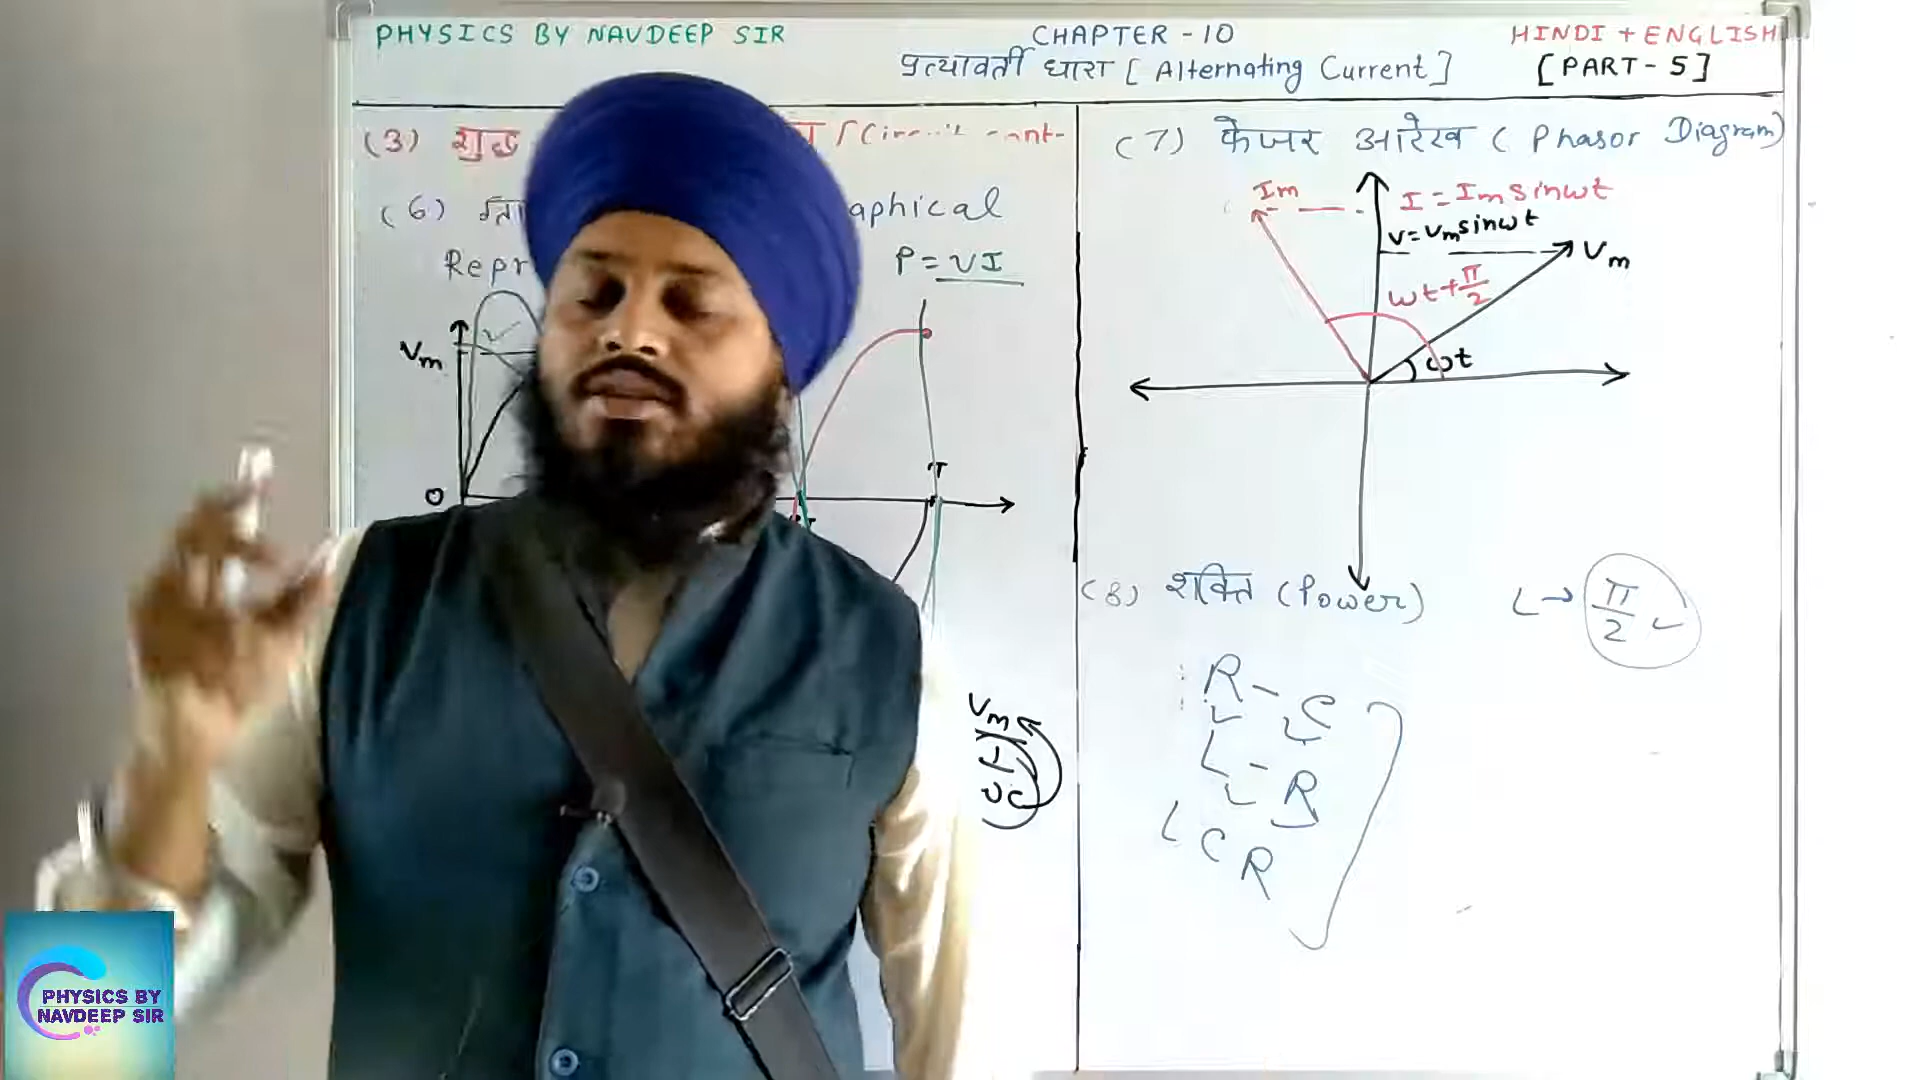 PHYSICS BY NAVDEEP SIR
CHAPTER - 10
HINDI + ENGLISH
प्रत्यावर्ती धारा [ Alternating Current ]
[PART - 5]
(3) शुद्ध
(6)
aphical
Repr
P = VI
Vm
O
T
Vm
(7) फेजर आरेख ( Phasor Diagram)
Im
I = Im sinωt
V = Vm sinωt
Vm
ωt + π/2
ωt
(8) शक्ति (Power)
L → π/2
R - C
L - R
L C R
PHYSICS BY
NAVDEEP SIR